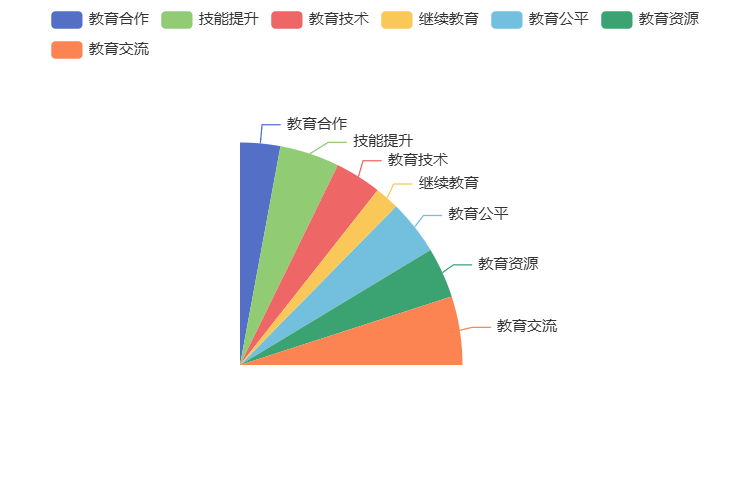 教育合作 技能提升 教育技术 继续教育 教育公平 教育资源
教育交流
教育合作
技能提升
教育技术
继续教育
教育公平
教育资源
教育交流